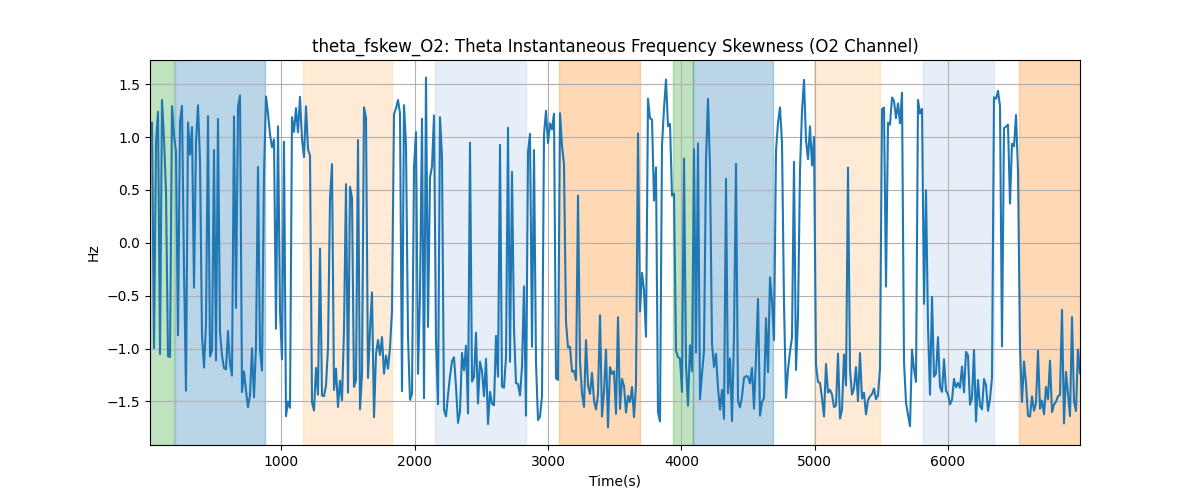 theta_fskew_O2: Theta Instantaneous Frequency Skewness (O2 Channel)
1.5
1.0
0.5
0.0
−0.5
−1.0
−1.5
Hz
1000 2000 3000 4000 5000 6000
Time(s)